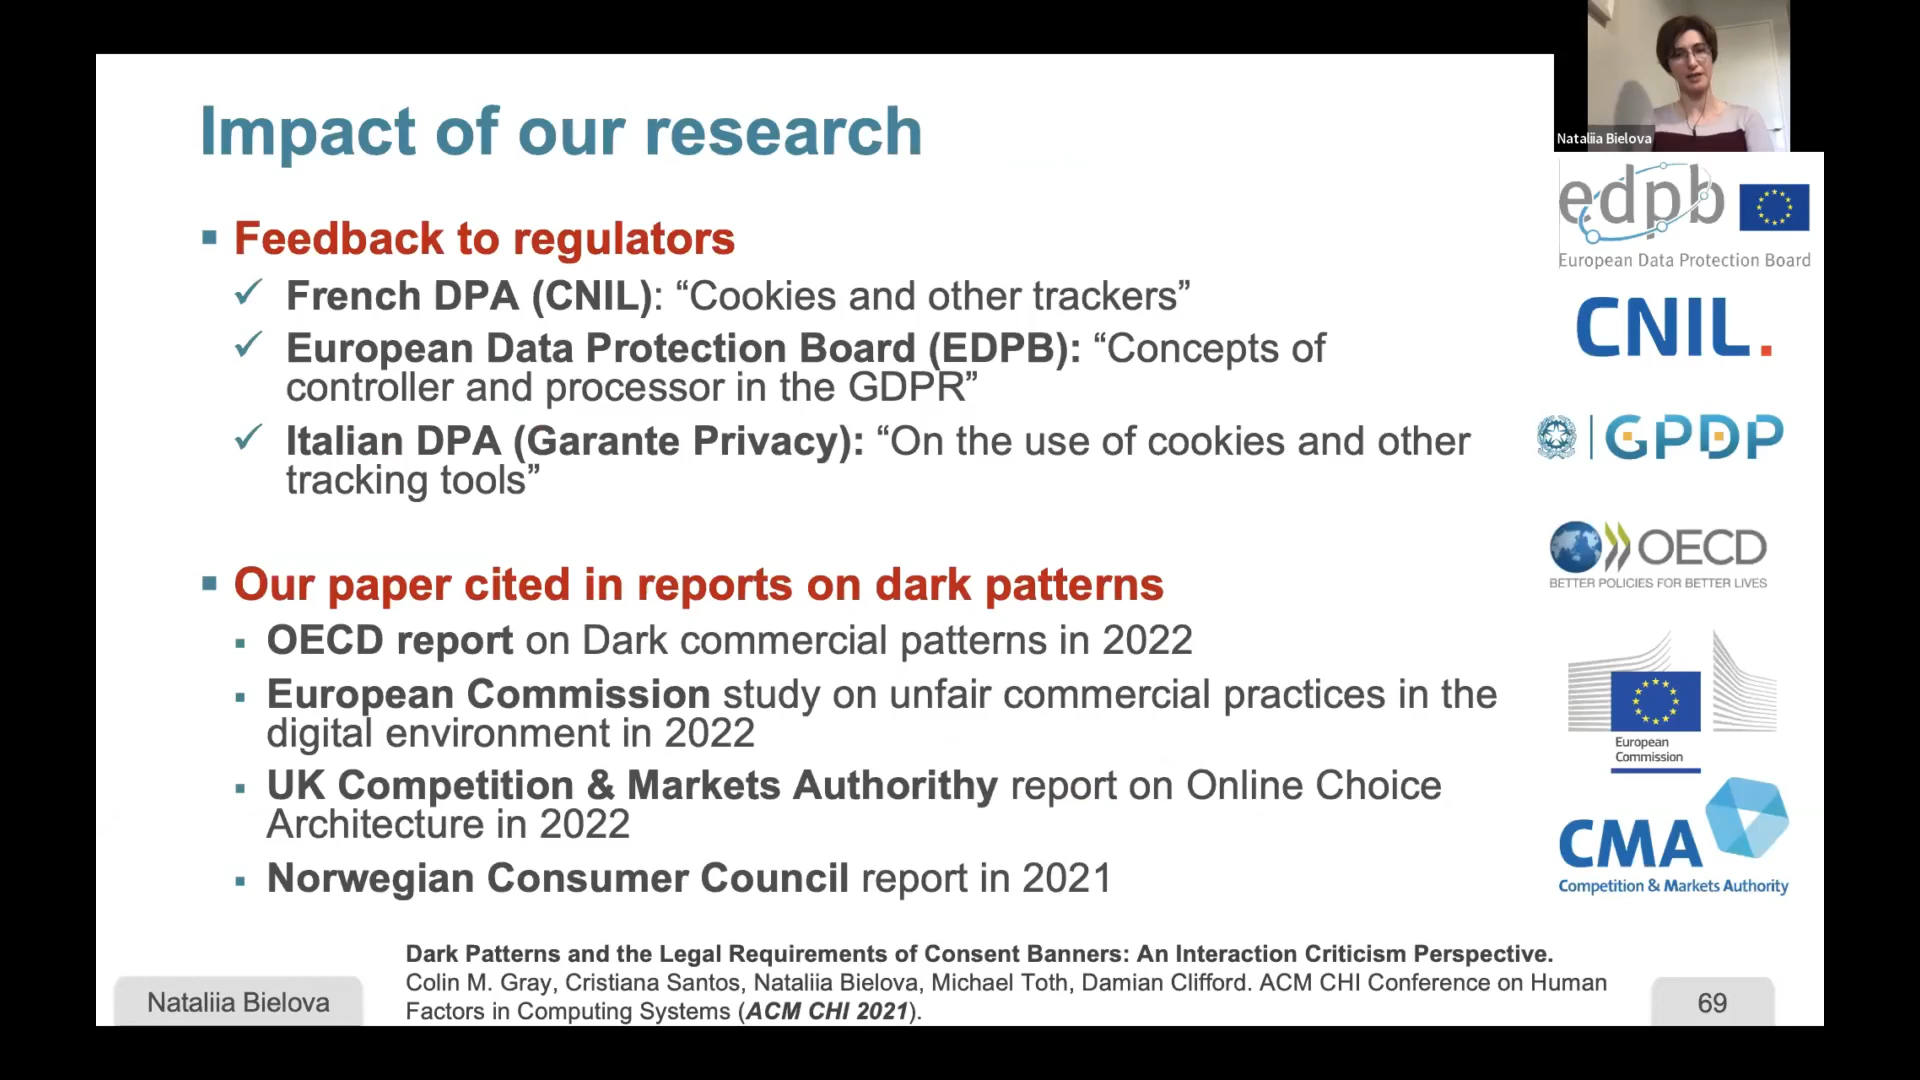 Impact of our research
Nataliia Bielova
▪ Feedback to regulators
✓ French DPA (CNIL): “Cookies and other trackers”
✓ European Data Protection Board (EDPB): “Concepts of
controller and processor in the GDPR”
✓ Italian DPA (Garante Privacy): “On the use of cookies and other
tracking tools”
▪ Our paper cited in reports on dark patterns
▪ OECD report on Dark commercial patterns in 2022
▪ European Commission study on unfair commercial practices in the
digital environment in 2022
▪ UK Competition & Markets Authorithy report on Online Choice
Architecture in 2022
▪ Norwegian Consumer Council report in 2021
edpb
European Data Protection Board
CNIL.
GPDP
OECD
BETTER POLICIES FOR BETTER LIVES
European
Commission
CMA
Competition & Markets Authority
Dark Patterns and the Legal Requirements of Consent Banners: An Interaction Criticism Perspective.
Colin M. Gray, Cristiana Santos, Nataliia Bielova, Michael Toth, Damian Clifford. ACM CHI Conference on Human
Factors in Computing Systems (ACM CHI 2021).
Nataliia Bielova
69